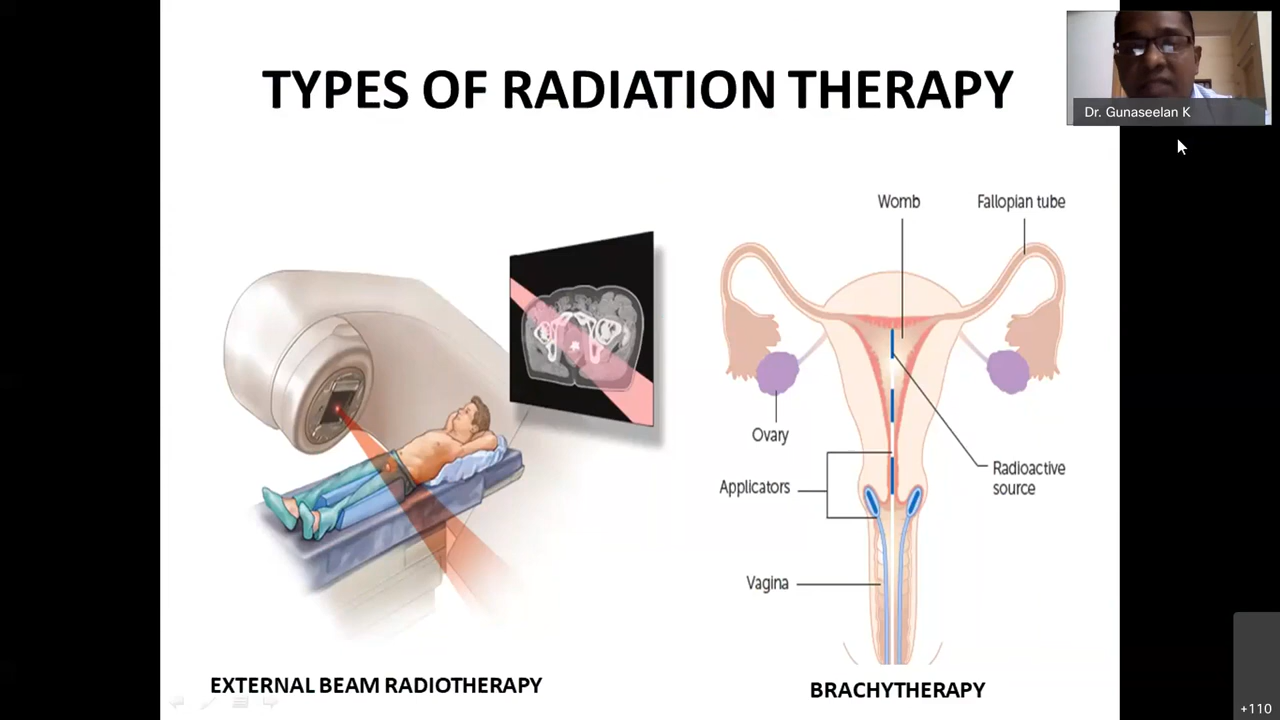 TYPES OF RADIATION THERAPY
Dr. Gunaseelan K
Womb
Fallopian tube
Ovary
Applicators
Radioactive
source
Vagina
EXTERNAL BEAM RADIOTHERAPY
BRACHYTHERAPY
+110